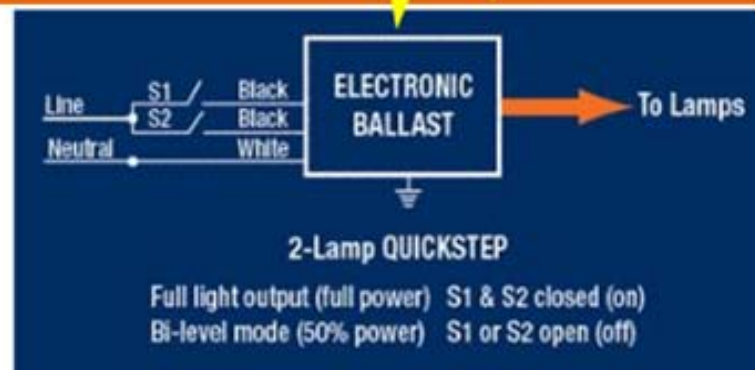 S1 Black
Line
S2 Black
Neutral White
ELECTRONIC
BALLAST
To Lamps
2-Lamp QUICKSTEP
Full light output (full power) S1 & S2 closed (on)
Bi-level mode (50% power) S1 or S2 open (off)